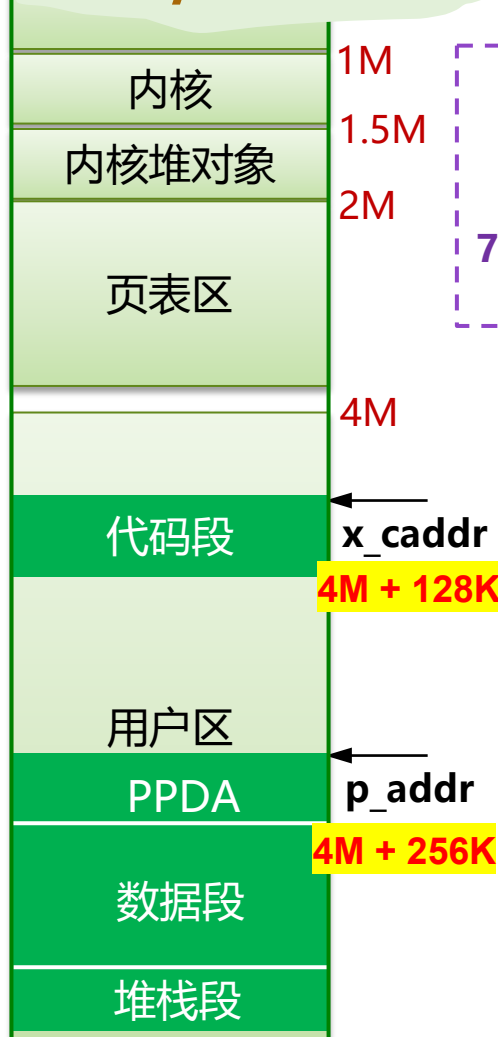 1M
内核
1.5M
内核堆对象
2M
7
页表区
4M
代码段
x_caddr
4M + 128K
用户区
PPDA
p_addr
4M + 256K
数据段
堆栈段